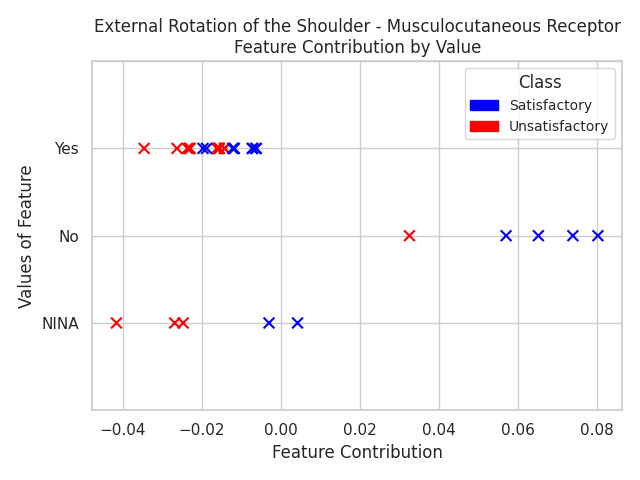 External Rotation of the Shoulder - Musculocutaneous Receptor
Feature Contribution by Value
Class
Satisfactory
Unsatisfactory
Values of Feature
Yes
No
NINA
−0.04 −0.02 0.00 0.02 0.04 0.06 0.08
Feature Contribution